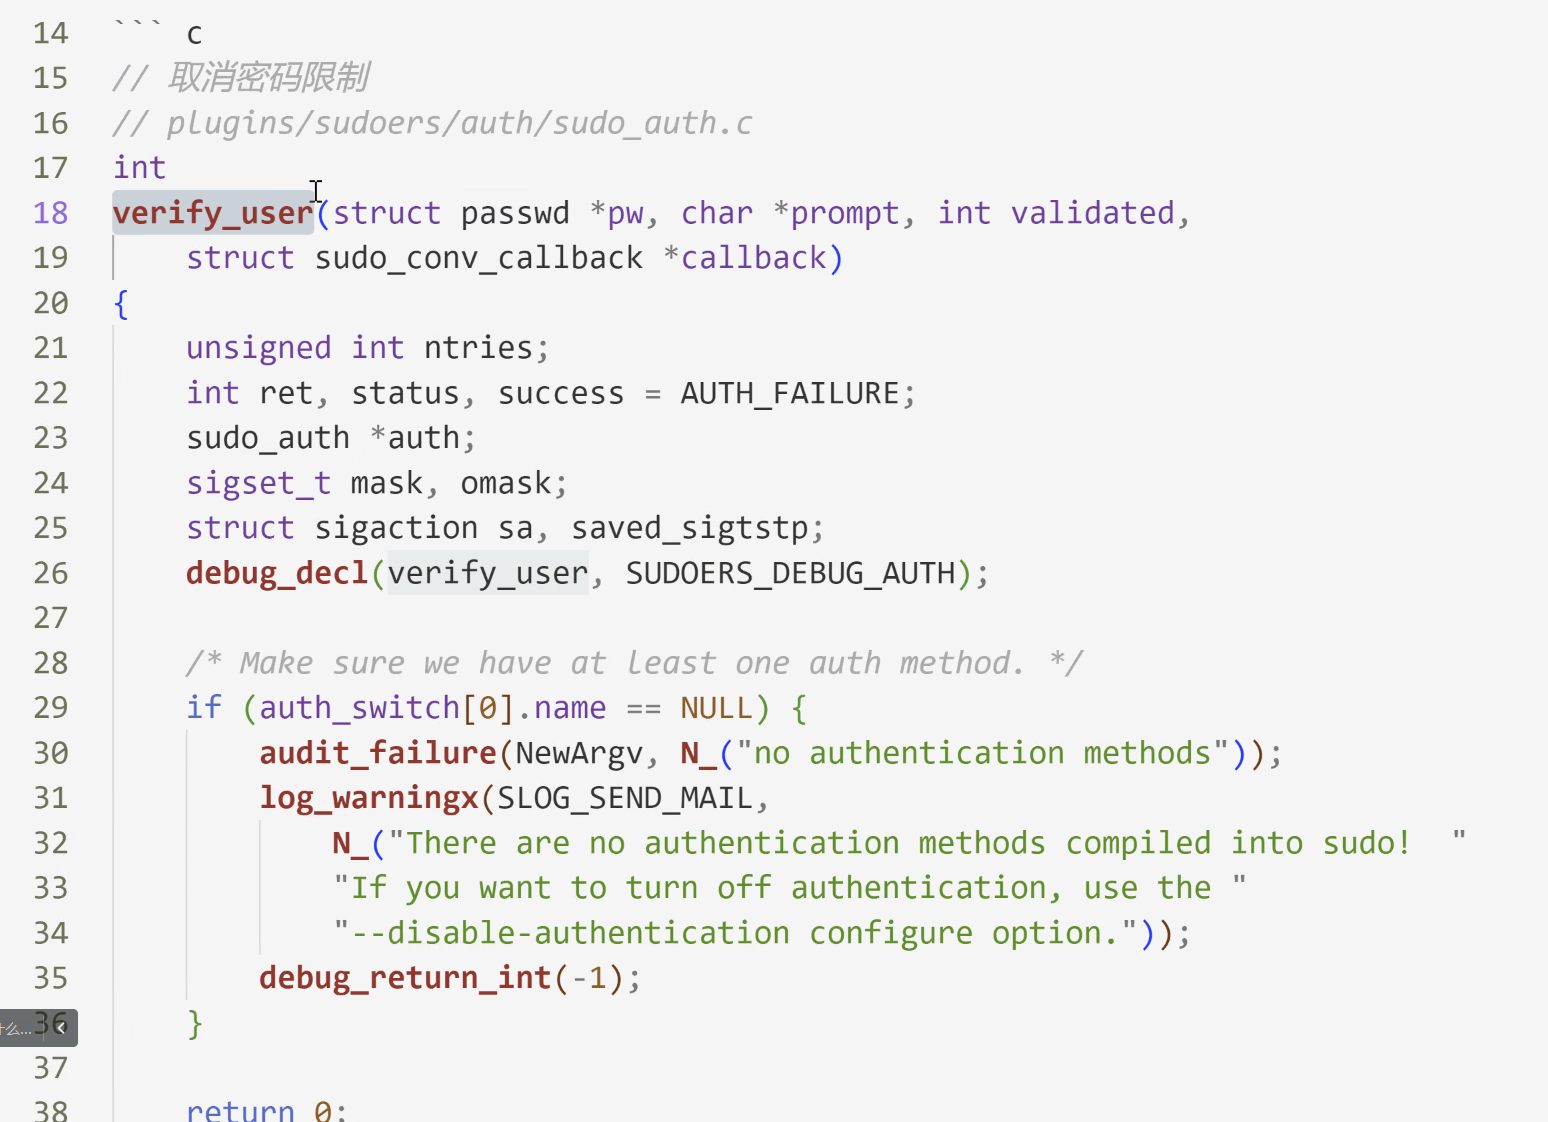 14 ``` c
15 // 取消密码限制
16 // plugins/sudoers/auth/sudo_auth.c
17 int
18 verify_user(struct passwd *pw, char *prompt, int validated,
19     struct sudo_conv_callback *callback)
20 {
21     unsigned int ntries;
22     int ret, status, success = AUTH_FAILURE;
23     sudo_auth *auth;
24     sigset_t mask, omask;
25     struct sigaction sa, saved_sigtstp;
26     debug_decl(verify_user, SUDOERS_DEBUG_AUTH);
27
28     /* Make sure we have at least one auth method. */
29     if (auth_switch[0].name == NULL) {
30         audit_failure(NewArgv, N_("no authentication methods"));
31         log_warningx(SLOG_SEND_MAIL,
32             N_("There are no authentication methods compiled into sudo!  "
33             "If you want to turn off authentication, use the "
34             "--disable-authentication configure option."));
35         debug_return_int(-1);
36     }
37
38     return 0;